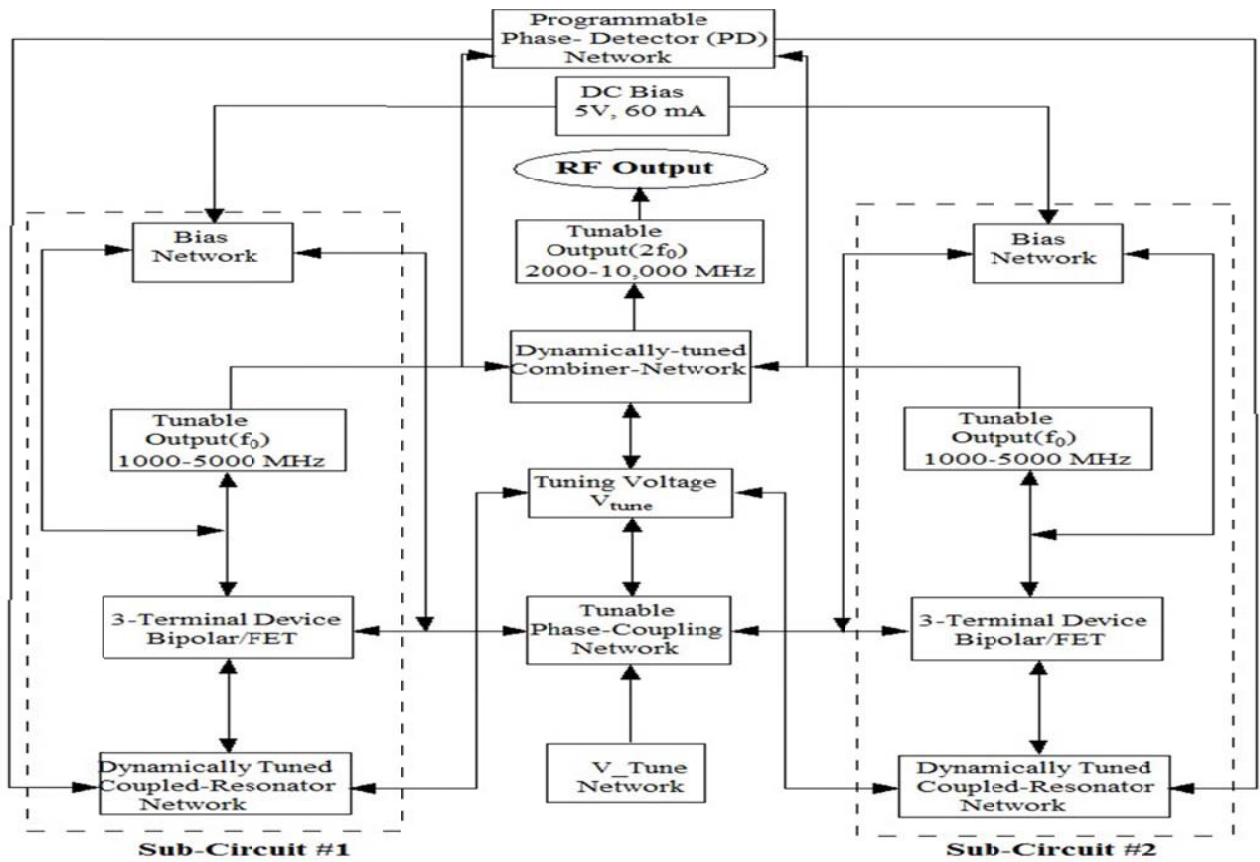 Programmable
Phase- Detector (PD)
Network
DC Bias
5V, 60 mA
RF Output
Bias
Network
Tunable
Output(2f₀)
2000-10,000 MHz
Bias
Network
Dynamically-tuned
Combiner-Network
Tunable
Output(f₀)
1000-5000 MHz
Tunable
Output(f₀)
1000-5000 MHz
Tuning Voltage
Vtune
3-Terminal Device
Bipolar/FET
Tunable
Phase-Coupling
Network
3-Terminal Device
Bipolar/FET
Dynamically Tuned
Coupled-Resonator
Network
V_Tune
Network
Dynamically Tuned
Coupled-Resonator
Network
Sub-Circuit #1
Sub-Circuit #2